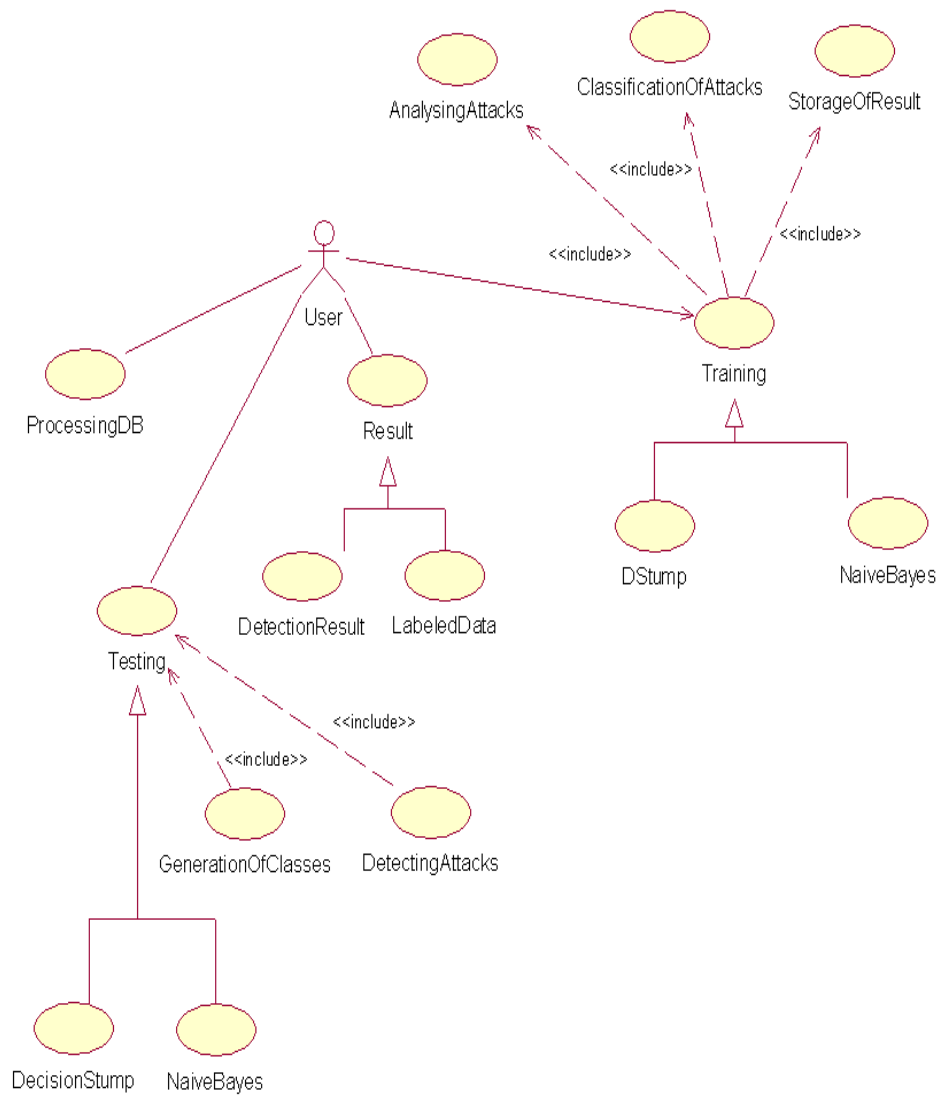 AnalysingAttacks
ClassificationOfAttacks
StorageOfResult
<<include>>
<<include>>
<<include>>
User
Training
ProcessingDB
Result
DStump
NaiveBayes
DetectionResult
LabeledData
Testing
<<include>>
<<include>>
GenerationOfClasses
DetectingAttacks
DecisionStump
NaiveBayes